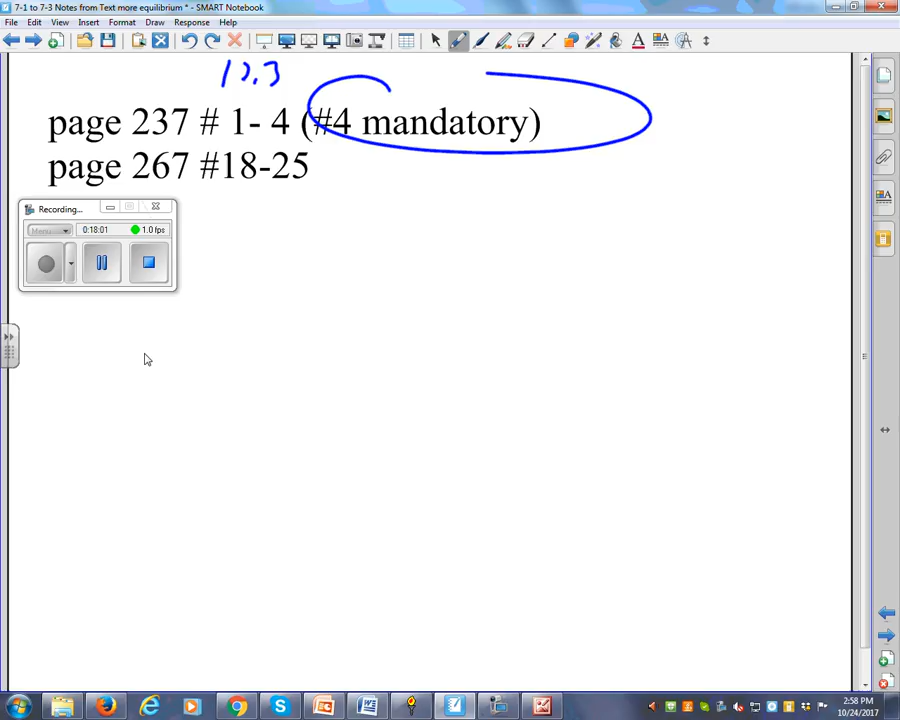 7-1 to 7-3 Notes from Text more equilibrium * - SMART Notebook
File Edit View Insert Format Draw Response Help
page 237 # 1- 4 (#4 mandatory)
page 267 #18-25
Recording...
Menu
0:18:01 1.0 fps
2:58 PM
10/24/2017